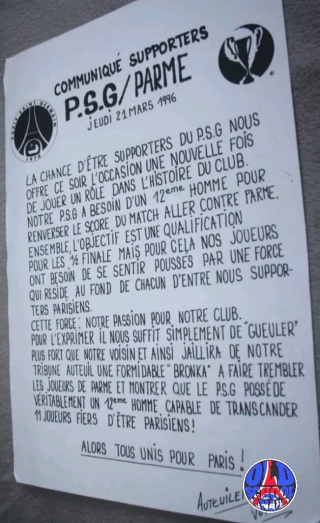 COMMUNIQUÉ SUPPORTERS
P.S.G/PARME
JEUDI 21 MARS 1996
LA CHANCE D'ÊTRE SUPPORTERS DU P.S.G NOUS
OFFRE CE SOIR L'OCCASION UNE NOUVELLE FOIS
DE JOUER UN RÔLE DANS L'HISTOIRE DU CLUB.
NOTRE P.S.G A BESOIN D'UN 12eme HOMME POUR
RENVERSER LE SCORE DU MATCH ALLER CONTRE PARME.
ENSEMBLE, L'OBJECTIF EST UNE QUALIFICATION
POUR LES ½ FINALE MAIS POUR CELA NOS JOUEURS
ONT BESOIN DE SE SENTIR POUSSÉS PAR UNE FORCE
QUI RESIDE AU FOND DE CHACUN D'ENTRE NOUS SUPPOR-
TERS PARISIENS.
CETTE FORCE: NOTRE PASSION POUR NOTRE CLUB.
POUR L'EXPRIMER IL NOUS SUFFIT SIMPLEMENT DE "GUEULER"
PLUS FORT QUE NOTRE VOISIN ET AINSI JAILLIRA DE NOTRE
TRIBUNE AUTEUIL UNE FORMIDABLE "BRONKA" A FAIRE TREMBLER
LES JOUEURS DE PARME ET MONTRER QUE LE P.S.G POSSÉDE
VÉRITABLEMENT UN 12eme HOMME CAPABLE DE TRANSCANDER
11 JOUEURS FIERS D'ÊTRE PARISIENS!
ALORS TOUS UNIS POUR PARIS!